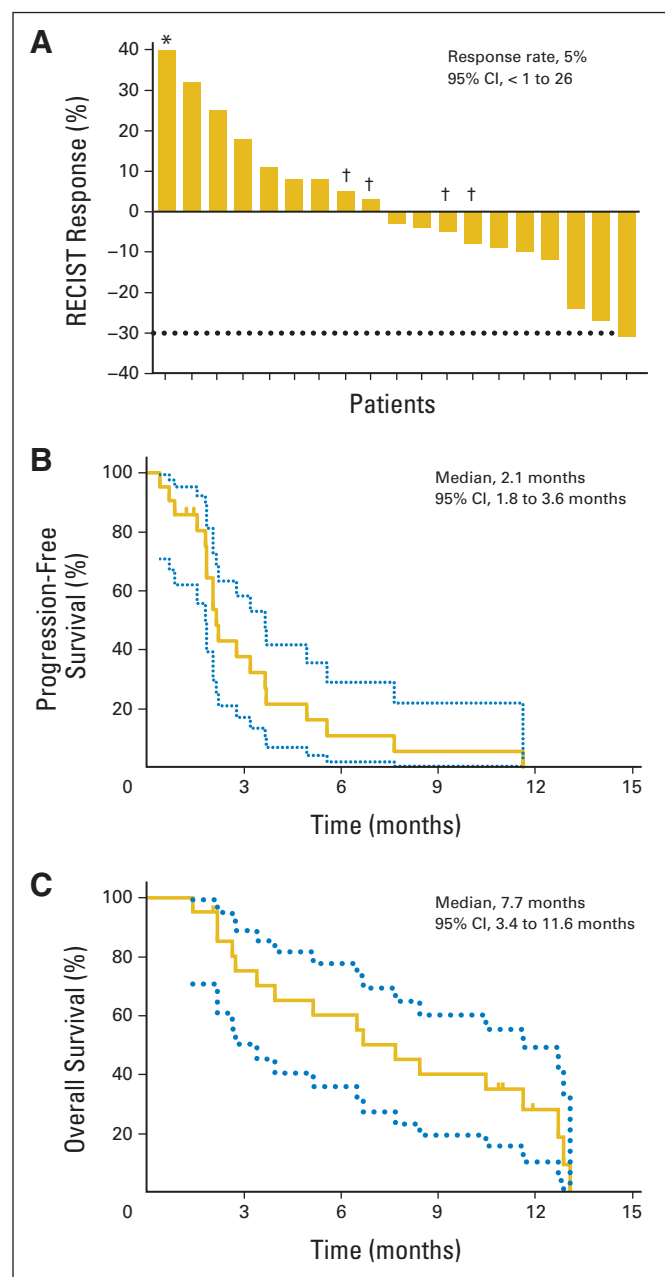 A
Response rate, 5%
95% CI, < 1 to 26
RECIST Response (%)
40
30
20
10
0
–10
–20
–30
–40
*
†
†
†
†
Patients
B
Median, 2.1 months
95% CI, 1.8 to 3.6 months
Progression-Free
Survival (%)
100
80
60
40
20
0
3
6
9
12
15
Time (months)
C
Median, 7.7 months
95% CI, 3.4 to 11.6 months
Overall Survival (%)
100
80
60
40
20
0
3
6
9
12
15
Time (months)